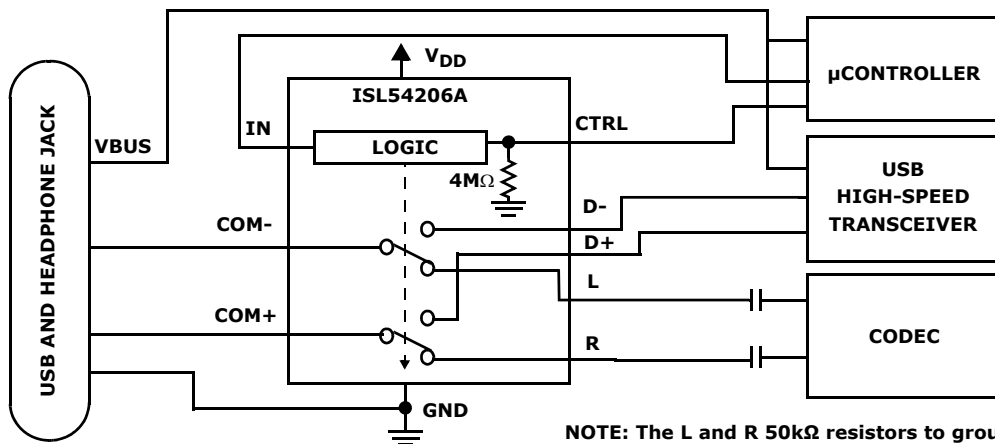 V_DD
ISL54206A
µCONTROLLER
IN
CTRL
VBUS
LOGIC
4MΩ
USB
HIGH-SPEED
TRANSCEIVER
D-
COM-
D+
L
USB AND HEADPHONE JACK
COM+
R
CODEC
GND
NOTE: The L and R 50kΩ resistors to grou